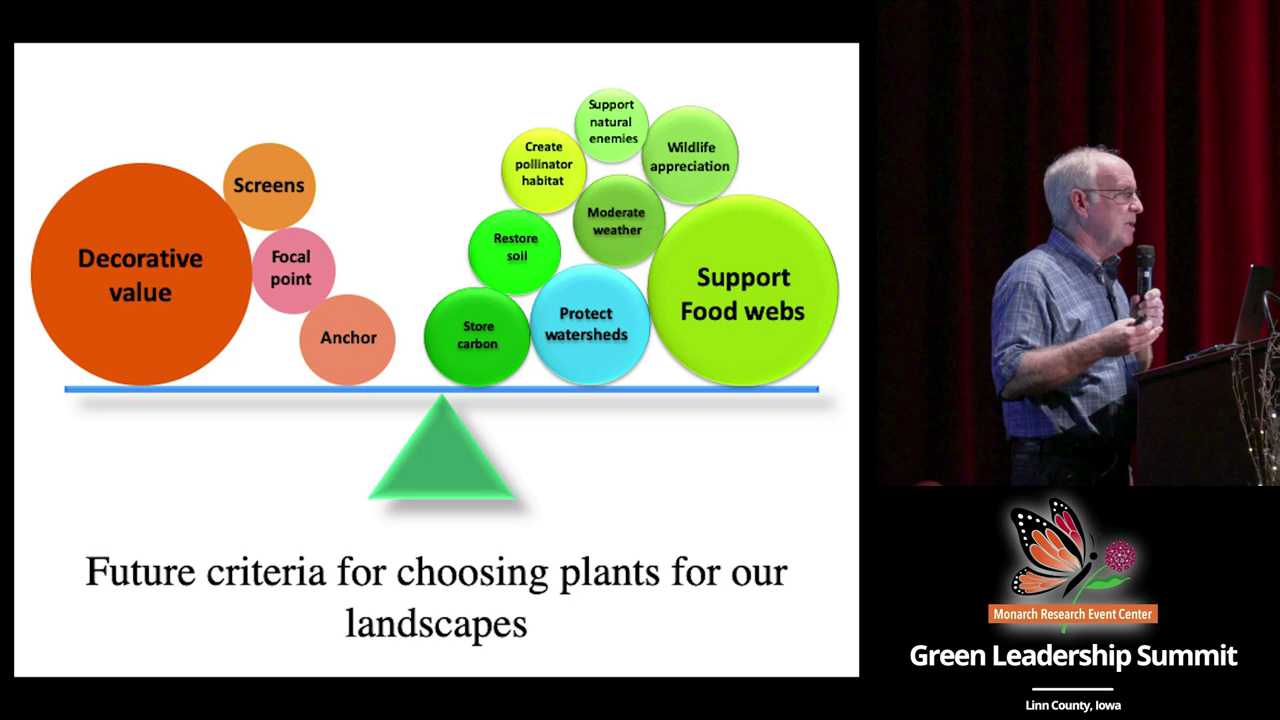 Decorative
value
Screens
Focal
point
Anchor
Support
natural
enemies
Create
pollinator
habitat
Wildlife
appreciation
Moderate
weather
Restore
soil
Store
carbon
Protect
watersheds
Support
Food webs
Future criteria for choosing plants for our
landscapes
Monarch Research Event Center
Green Leadership Summit
Linn County, Iowa